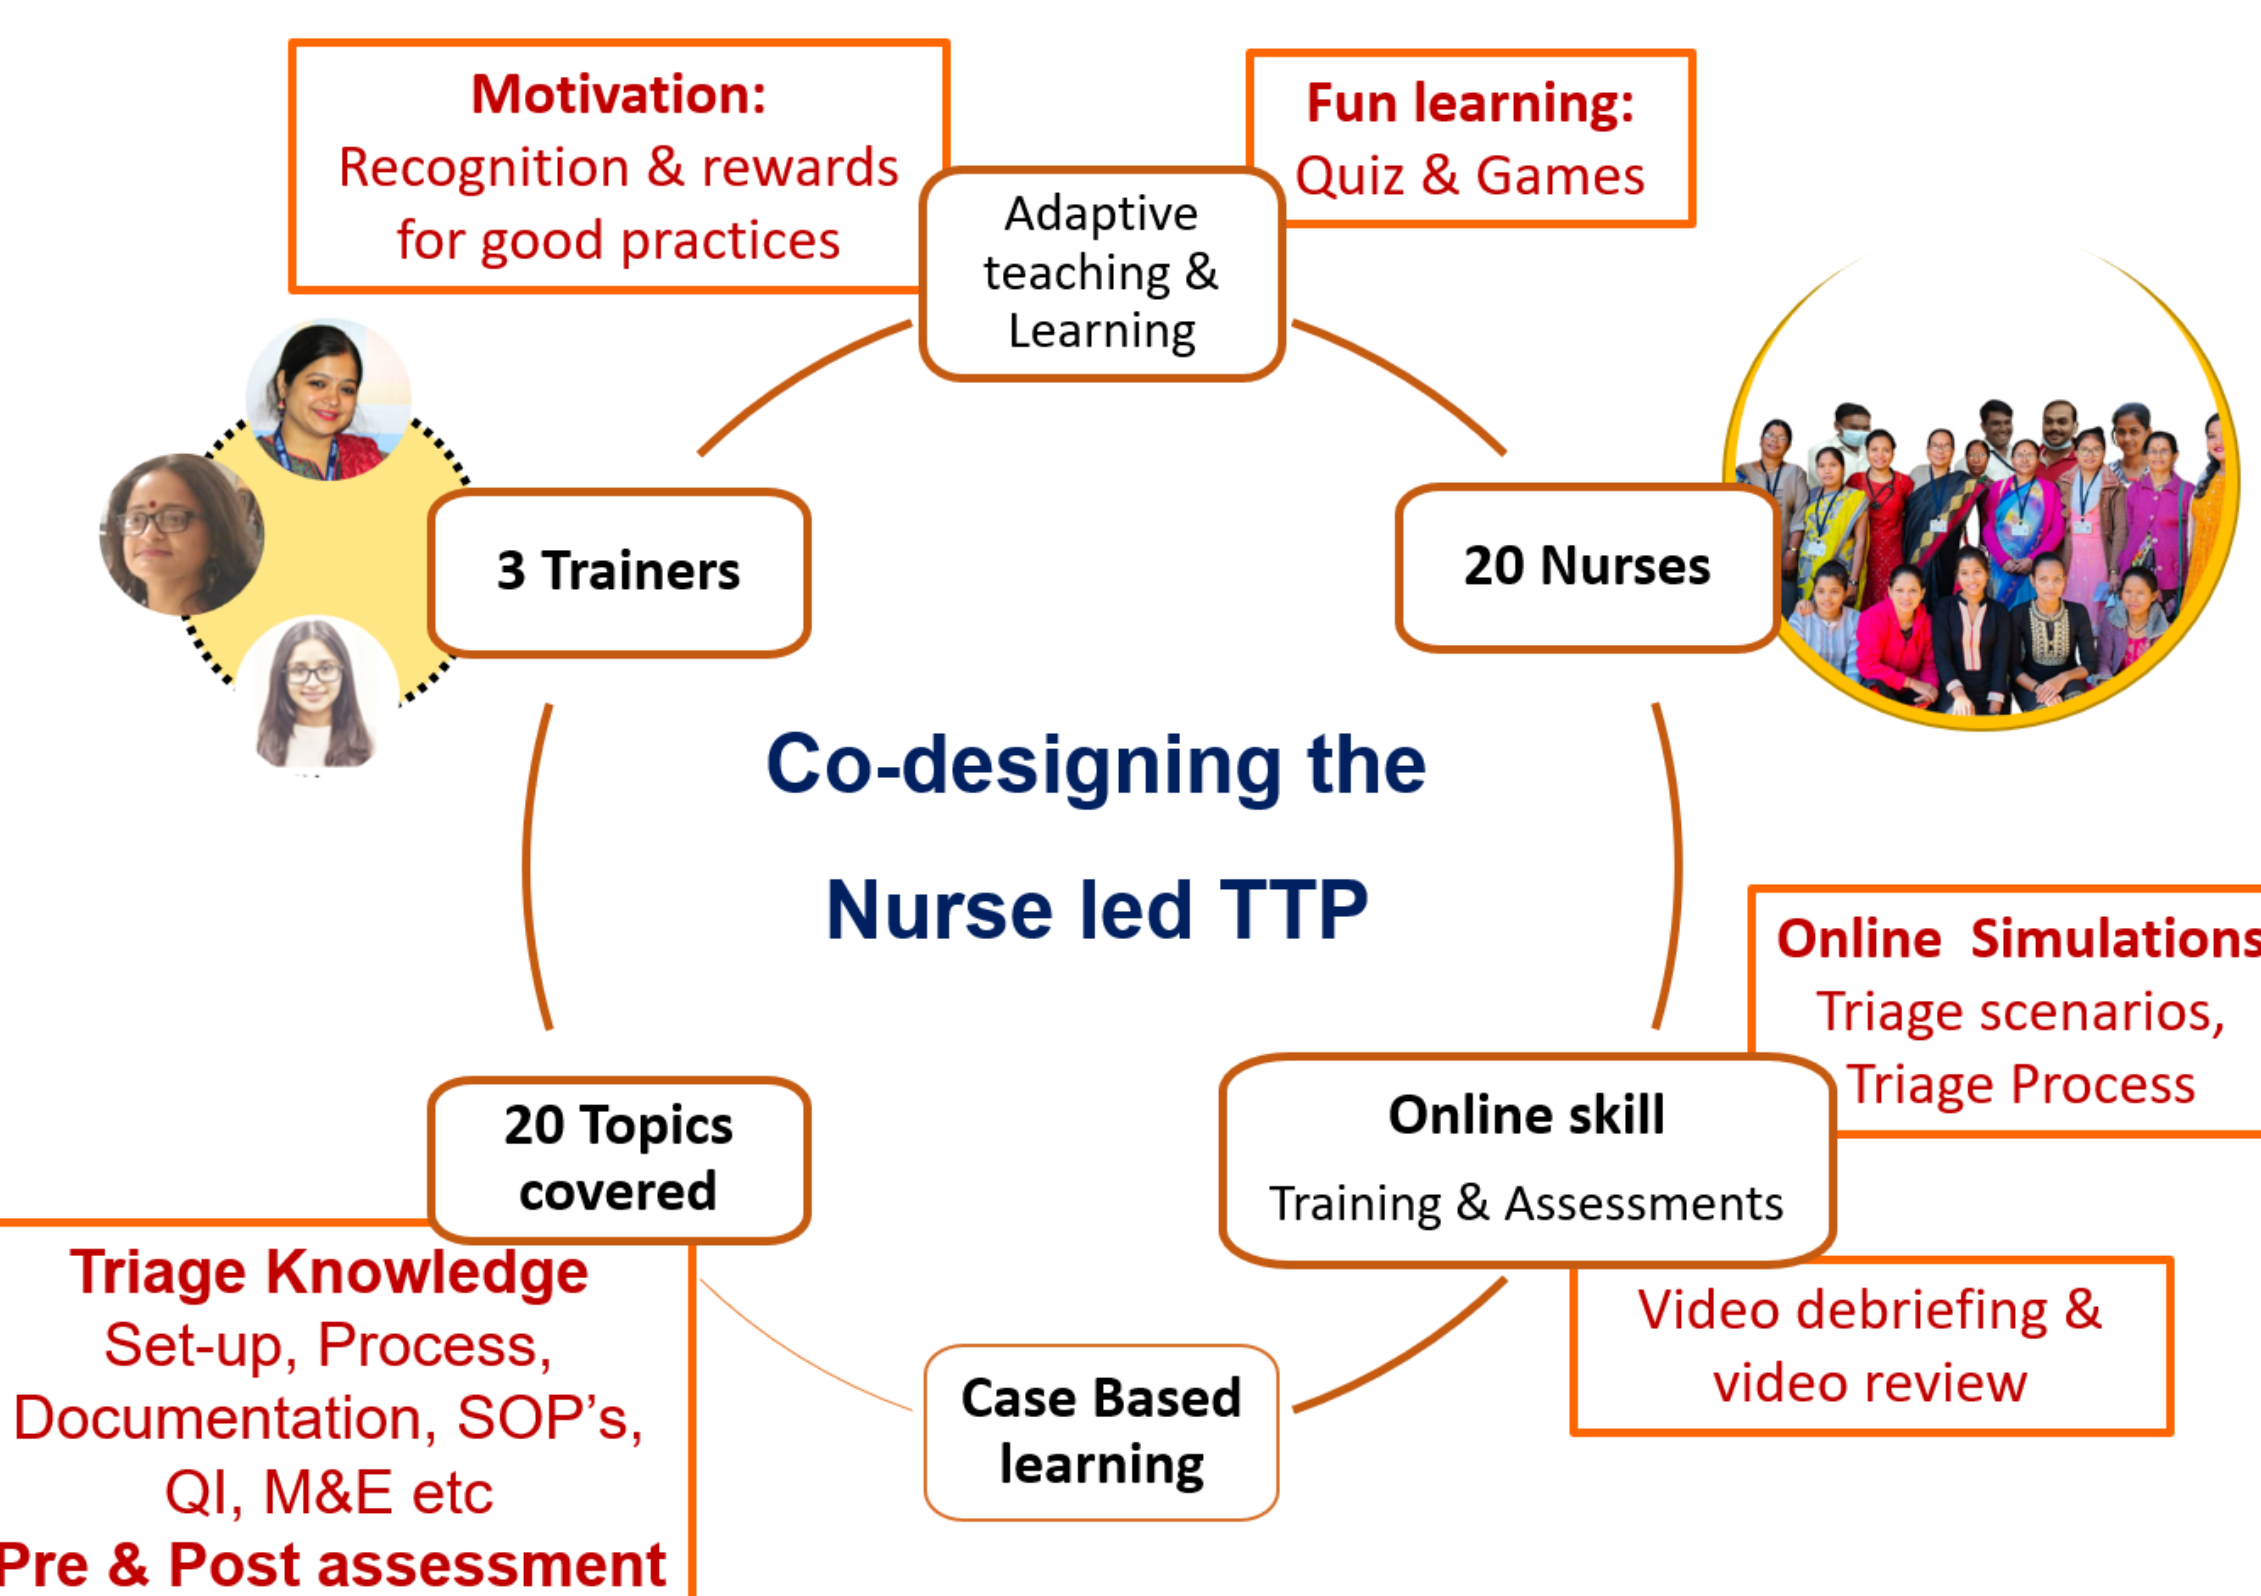 Motivation:
Recognition & rewards
for good practices
Fun learning:
Quiz & Games
Adaptive
teaching &
Learning
3 Trainers
20 Nurses
Co-designing the
Nurse led TTP
Online Simulations
Triage scenarios,
Triage Process
Online skill
Training & Assessments
Video debriefing &
video review
20 Topics
covered
Triage Knowledge
Set-up, Process,
Documentation, SOP’s,
QI, M&E etc
Pre & Post assessment
Case Based
learning